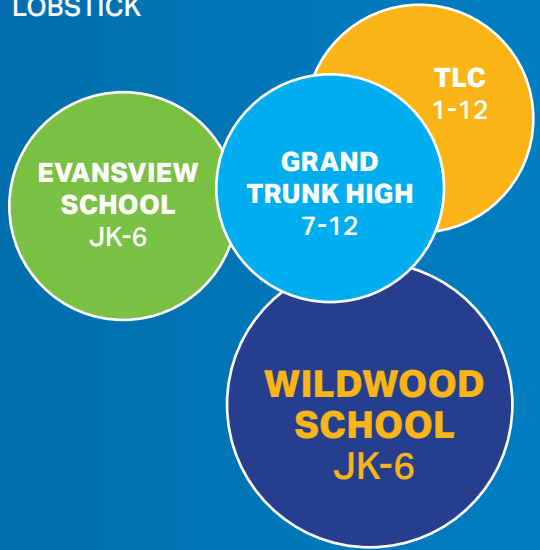 LOBSTICK
TLC
1-12
EVANSVIEW
SCHOOL
JK-6
GRAND
TRUNK HIGH
7-12
WILDWOOD
SCHOOL
JK-6